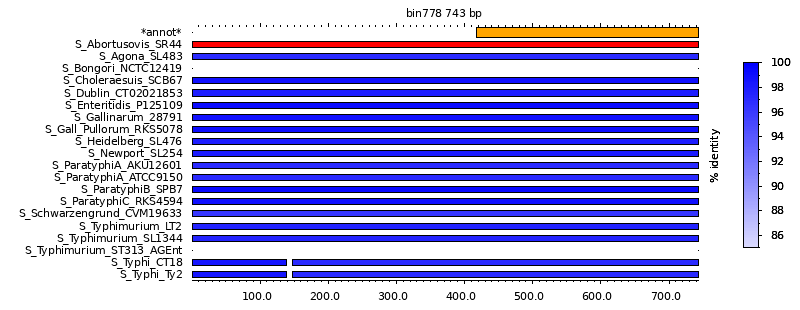 bin778 743 bp
*annot*
S_Abortusovis_SR44
S_Agona_SL483
S_Bongori_NCTC12419
S_Choleraesuis_SCB67
S_Dublin_CT02021853
S_Enteritidis_P125109
S_Gallinarum_28791
S_Gall_Pullorum_RKS5078
S_Heidelberg_SL476
S_Newport_SL254
S_ParatyphiA_AKU12601
S_ParatyphiA_ATCC9150
S_ParatyphiB_SPB7
S_ParatyphiC_RKS4594
S_Schwarzengrund_CVM19633
S_Typhimurium_LT2
S_Typhimurium_SL1344
S_Typhimurium_ST313_AGEnt
S_Typhi_CT18
S_Typhi_Ty2
100.0 200.0 300.0 400.0 500.0 600.0 700.0
% identity
100
98
96
94
92
90
88
86